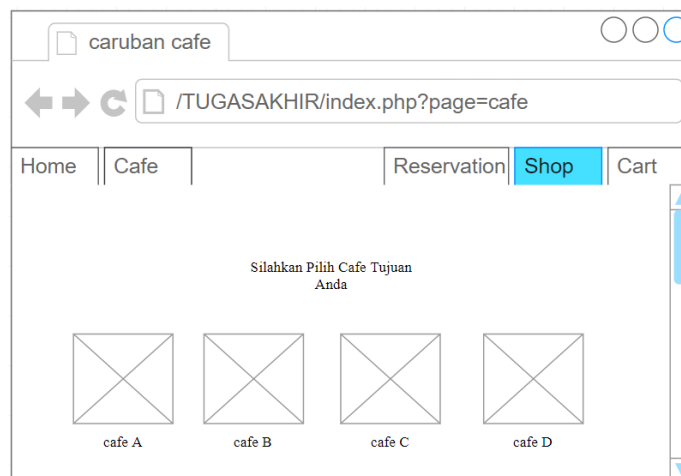 caruban cafe
/TUGASAKHIR/index.php?page=cafe
Home Cafe Reservation Shop Cart
Silahkan Pilih Cafe Tujuan
Anda
cafe A cafe B cafe C cafe D